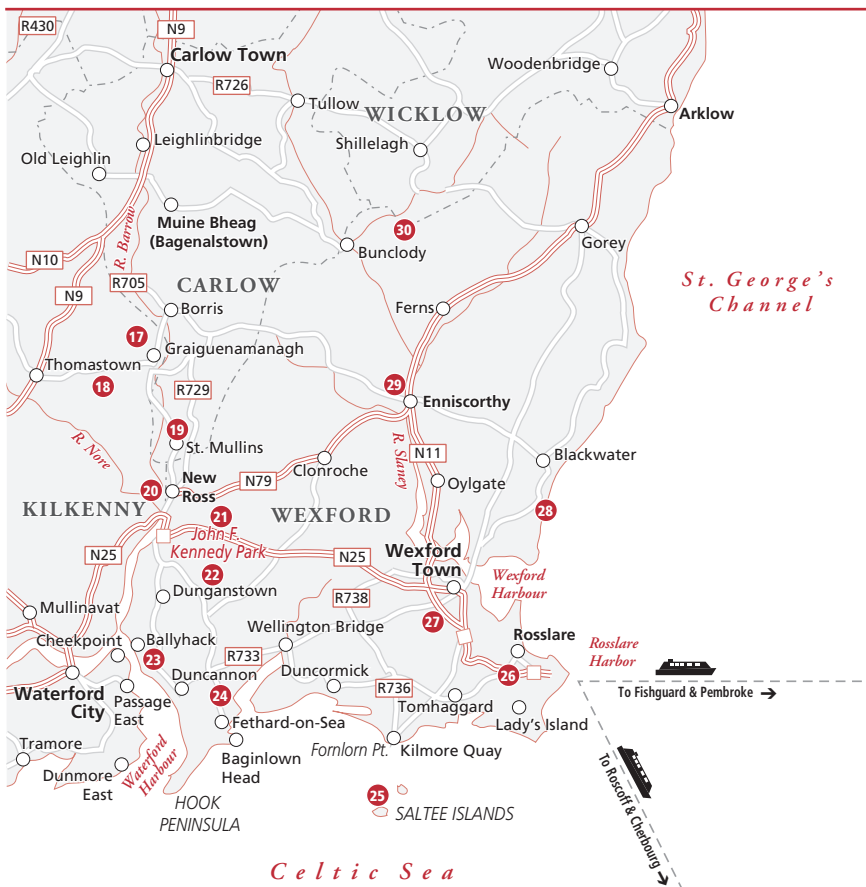 R430
N9
Carlow Town
Woodenbridge
R726
Tullow
WICKLOW
Arklow
Leighlinbridge
Shillelagh
Old Leighlin
Muine Bheag
(Bagenalstown)
30
Bunclody
Gorey
R. Barrow
N10
St. George's
Channel
R705
CARLOW
N9
Borris
Ferns
17
Graiguenamanagh
Thomastown
18
R729
29
Enniscorthy
19
St. Mullins
R. Nore
R. Slaney
N11
Blackwater
Clonroche
New
Ross
20
N79
Oylgate
KILKENNY
21
WEXFORD
28
John F.
Kennedy Park
N25
N25
Wexford
Town
22
Wexford
Harbour
Dunganstown
R738
Mullinavat
27
Wellington Bridge
Cheekpoint
Ballyhack
Rosslare
Rosslare
Harbor
23
R733
Duncannon
Duncormick
26
Waterford
City
Passage
East
24
R736
Tomhaggard
To Fishguard & Pembroke
Lady's Island
Fethard-on-Sea
Tramore
Waterford
Harbour
Baginlown
Head
Fornlorn Pt.
Kilmore Quay
Dunmore
East
To Roscoff & Cherbourg
HOOK
PENINSULA
25
SALTEE ISLANDS
Celtic Sea